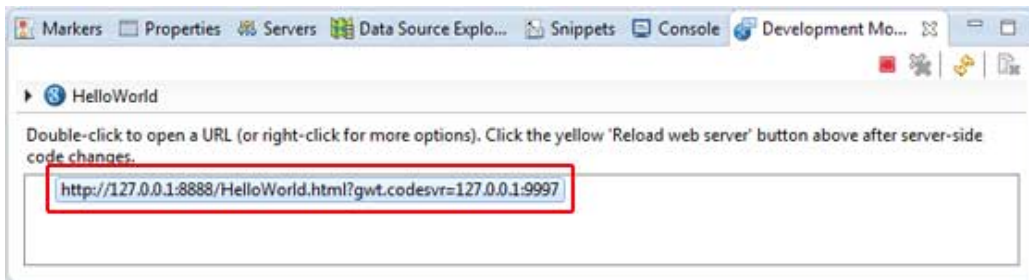 Markers Properties Servers Data Source Explo... Snippets Console Development Mo...
HelloWorld
Double-click to open a URL (or right-click for more options). Click the yellow 'Reload web server' button above after server-side
code changes.
http://127.0.0.1:8888/HelloWorld.html?gwt.codesvr=127.0.0.1:9997